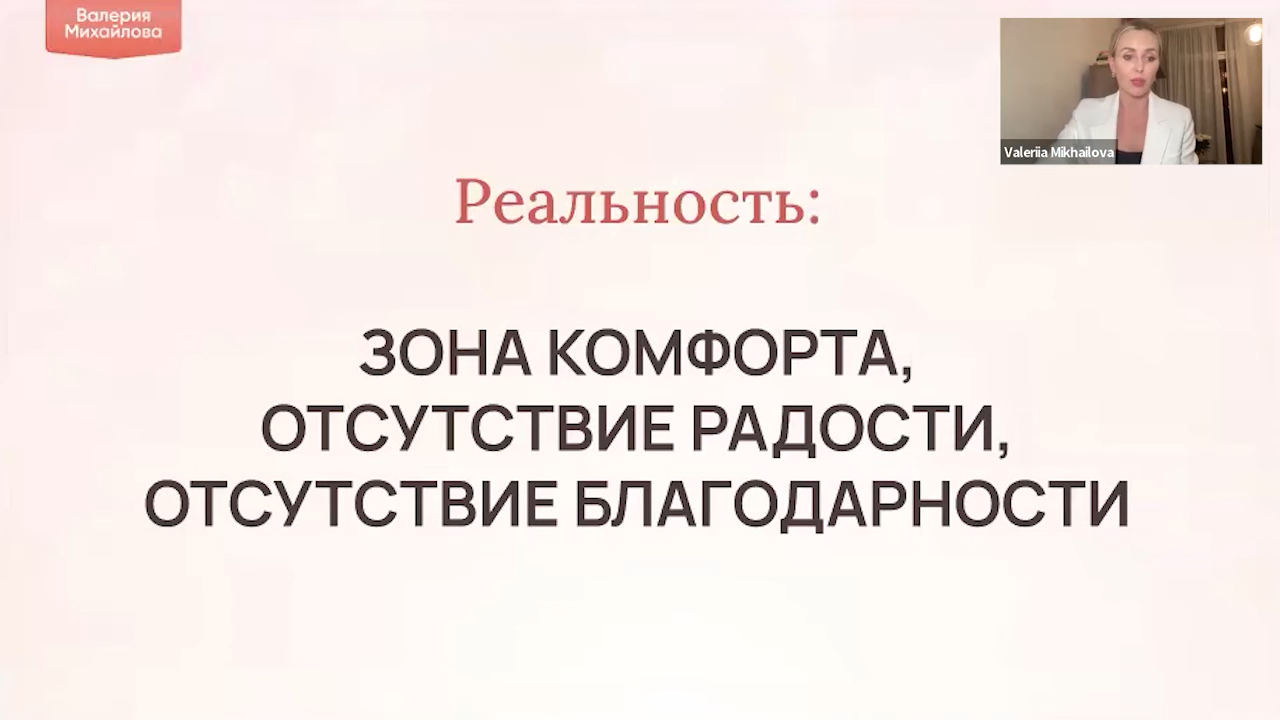 Валерия
Михайлова
Valeriia Mikhailova
Реальность:
ЗОНА КОМФОРТА,
ОТСУТСТВИЕ РАДОСТИ,
ОТСУТСТВИЕ БЛАГОДАРНОСТИ